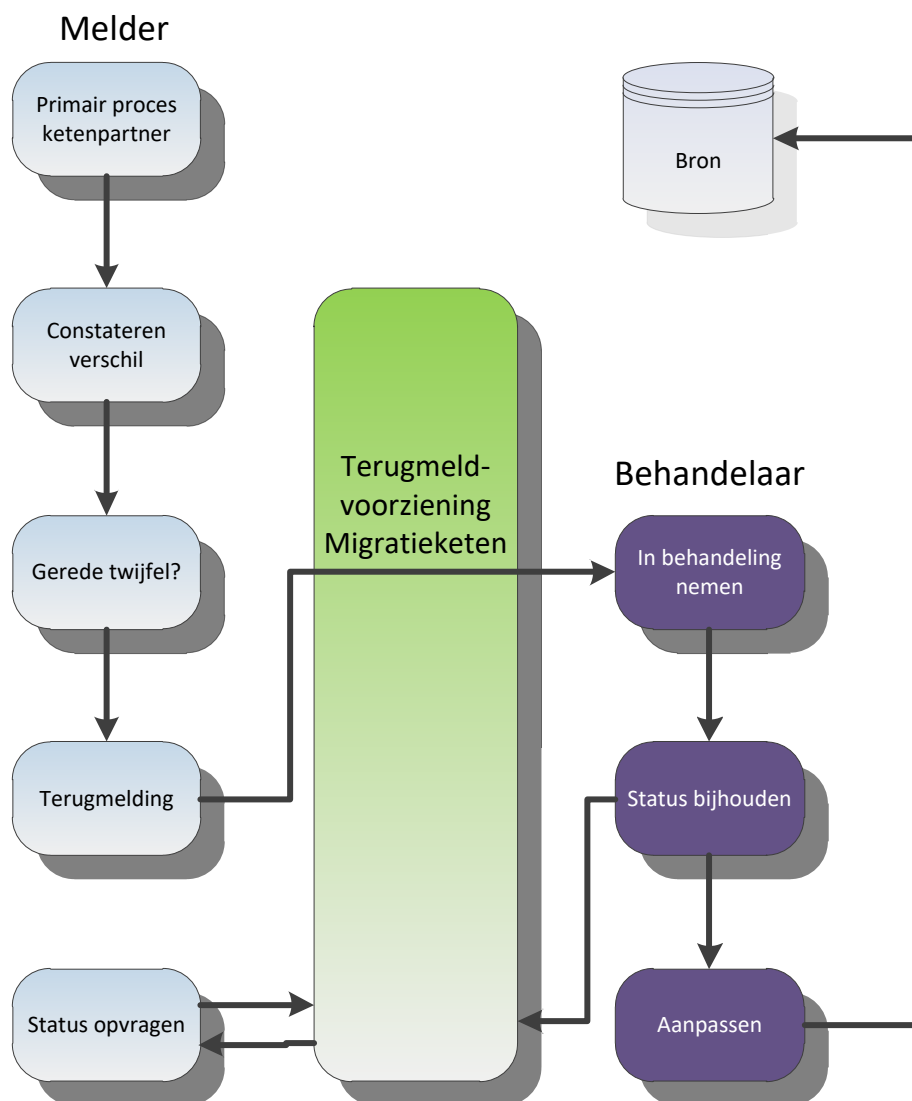 Melder
Primair proces
ketenpartner
Bron
Constateren
verschil
Terugmeld-
voorziening
Migratieketen
Behandelaar
Gerede twijfel?
In behandeling
nemen
Terugmelding
Status bijhouden
Status opvragen
Aanpassen